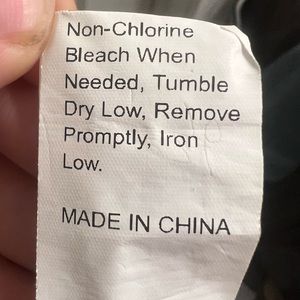 Non-Chlorine
Bleach When
Needed, Tumble
Dry Low, Remove
Promptly, Iron
Low.
MADE IN CHINA